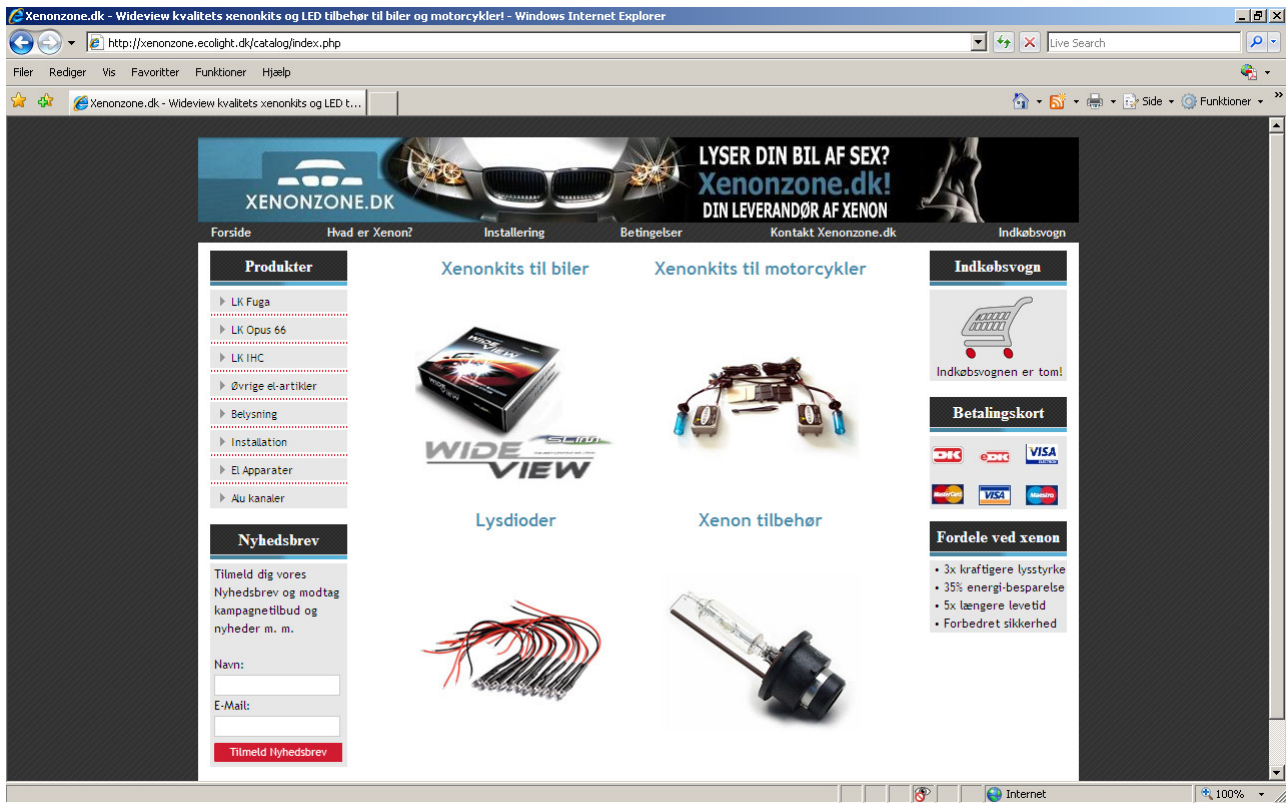 Xenonzone.dk - Wideview kvalitets xenonkits og LED tilbehør til biler og motorcykler! - Windows Internet Explorer
http://xenonzone.ecolight.dk/catalog/index.php
Live Search
Filer Rediger Vis Favoritter Funktioner Hjælp
Xenonzone.dk - Wideview kvalitets xenonkits og LED t...
Side Funktioner
XENONZONE.DK
LYSER DIN BIL AF SEX?
Xenonzone.dk!
DIN LEVERANDØR AF XENON
Forside Hvad er Xenon? Installering Betingelser Kontakt Xenonzone.dk Indkøbsvogn
Produkter
LK Fuga
LK Opus 66
LK IHC
Øvrige el-artikler
Belysning
Installation
El Apparater
Alu kanaler
Nyhedsbrev
Tilmeld dig vores
Nyhedsbrev og modtag
kampagnetilbud og
nyheder m. m.
Navn:
E-Mail:
Tilmeld Nyhedsbrev
Xenonkits til biler
WIDE VIEW
WIDE SLIM
VIEW
Xenonkits til motorcykler
Lysdioder
Xenon tilbehør
Indkøbsvogn
Indkøbsvognen er tom!
Betalingskort
DK eDK VISA
MasterCard VISA Maestro
Fordele ved xenon
• 3x kraftigere lysstyrke
• 35% energi-besparelse
• 5x længere levetid
• Forbedret sikkerhed
Internet
100%